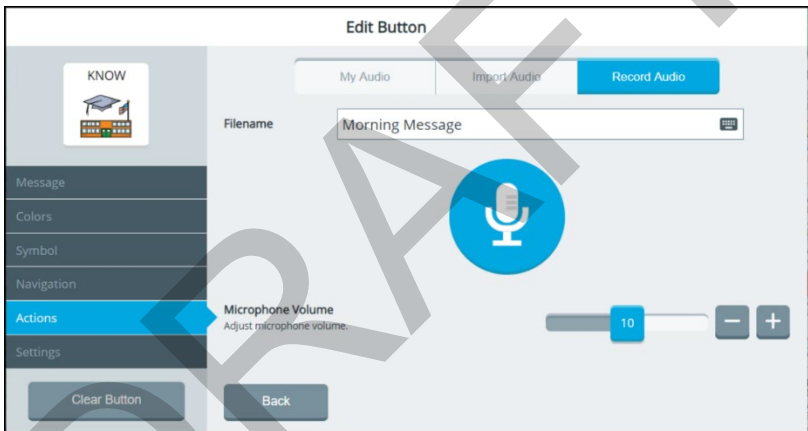 Edit Button
KNOW
My Audio
Import Audio
Record Audio
Filename
Morning Message
Message
Colors
Symbol
Navigation
Actions
Settings
Microphone Volume
Adjust microphone volume.
10
Clear Button
Back